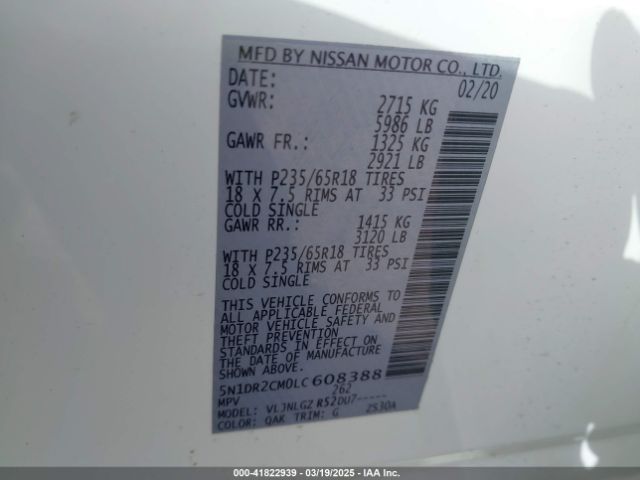 MFD BY NISSAN MOTOR CO., LTD.
DATE: 02/20
GVWR: 2715 KG
5986 LB
GAWR FR.: 1325 KG
2921 LB
WITH P235/65R18 TIRES
18 X 7.5 RIMS AT 33 PSI
COLD SINGLE
GAWR RR.: 1415 KG
3120 LB
WITH P235/65R18 TIRES
18 X 7.5 RIMS AT 33 PSI
COLD SINGLE
THIS VEHICLE CONFORMS TO
ALL APPLICABLE FEDERAL
MOTOR VEHICLE SAFETY AND
THEFT PREVENTION
STANDARDS IN EFFECT ON
THE DATE OF MANUFACTURE
SHOWN ABOVE.
5N1DR2CM0LC608388
MPV 262
MODEL: VLJNLGZ R52DU7-----
COLOR: QAK TRIM: G 2S30A
000-41822939 - 03/19/2025 - IAA Inc.